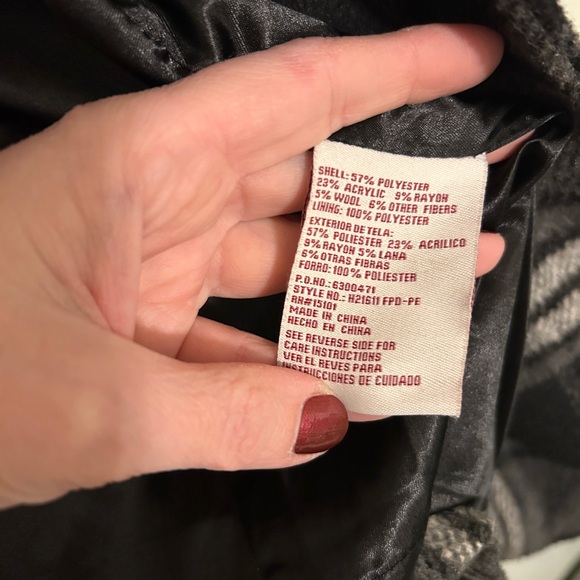 SHELL: 57% POLYESTER
23% ACRYLIC 9% RAYON
5% WOOL 6% OTHER FIBERS
LINING: 100% POLYESTER
EXTERIOR DE TELA:
57% POLIESTER 23% ACRILICO
9% RAYON 5% LANA
6% OTRAS FIBRAS
FORRO: 100% POLIESTER
P.O.NO.: 6300471
STYLE NO.: H21611 FPD-PE
RN#15101
MADE IN CHINA
HECHO EN CHINA
SEE REVERSE SIDE FOR
CARE INSTRUCTIONS
VER EL REVES PARA
INSTRUCCIONES DE CUIDADO